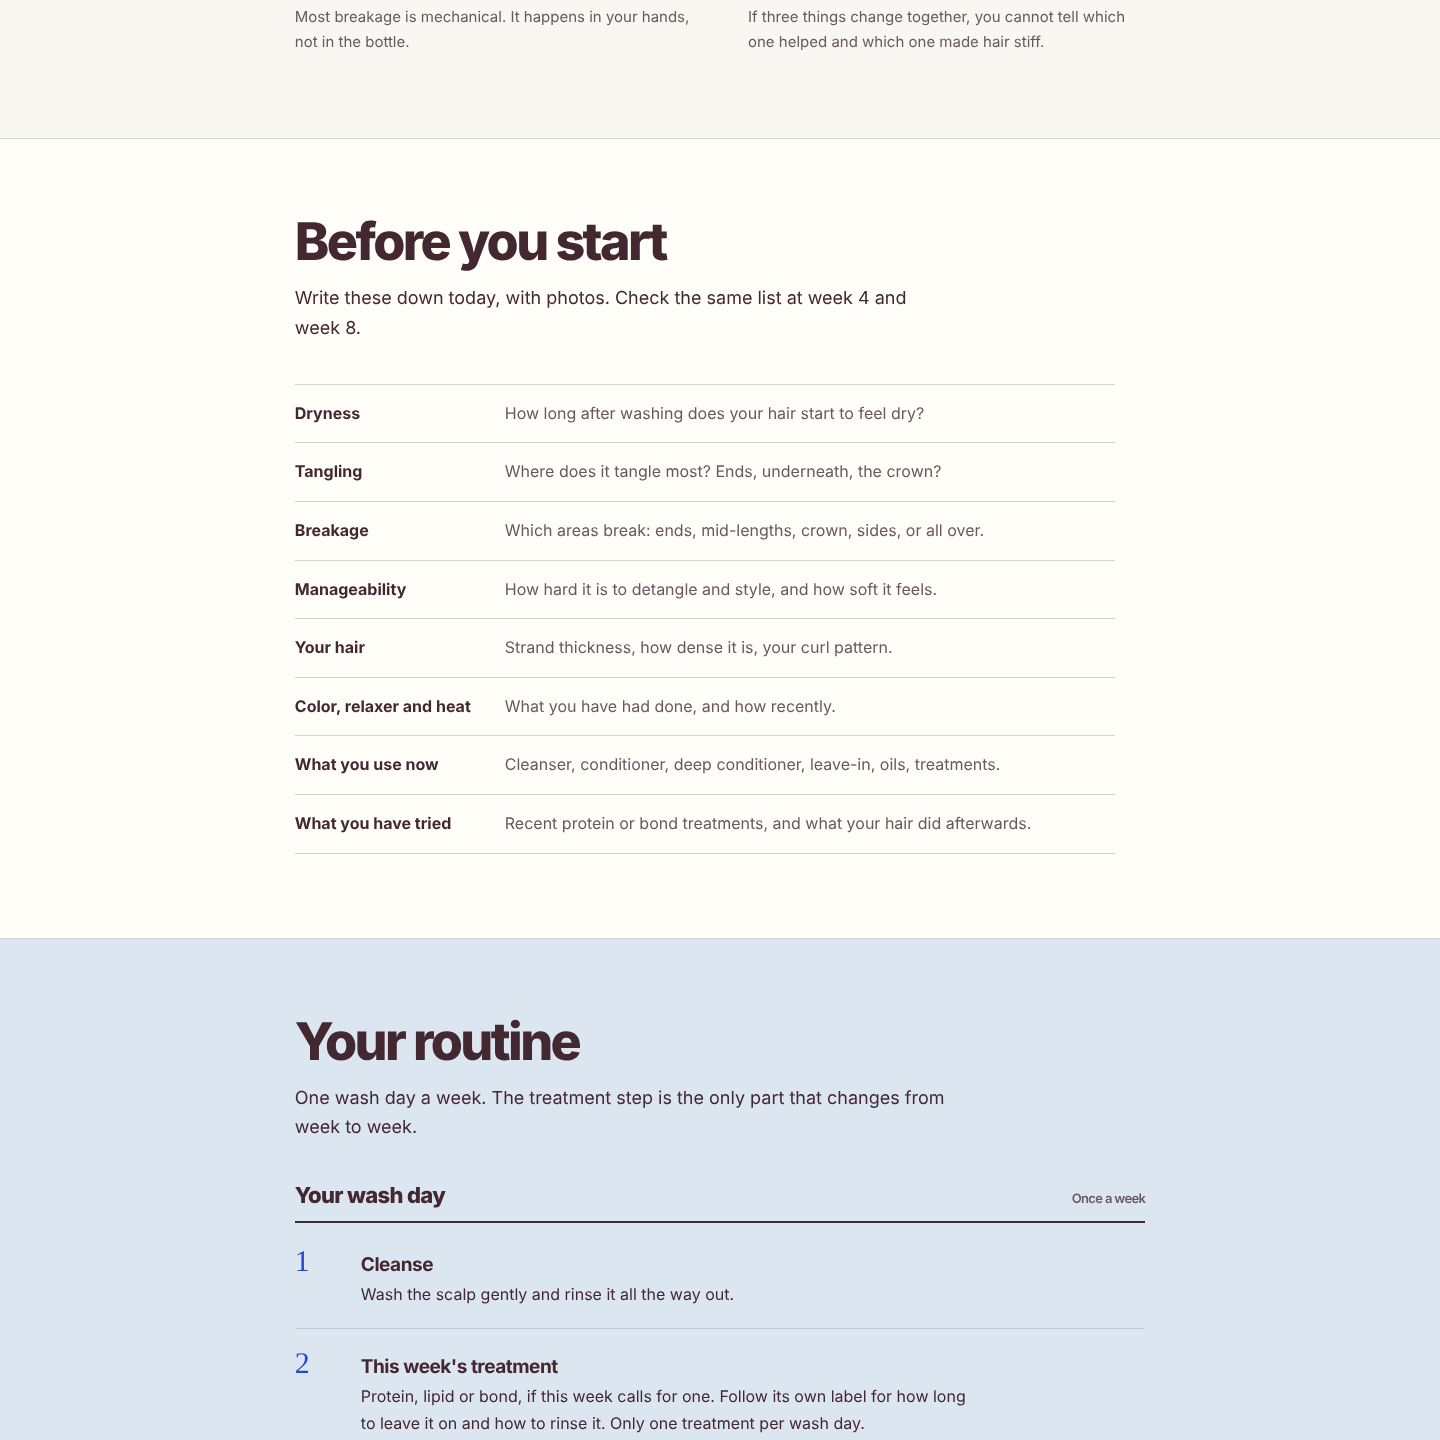 Most breakage is mechanical. It happens in your hands,
not in the bottle.
If three things change together, you cannot tell which
one helped and which one made hair stiff.
Before you start
Write these down today, with photos. Check the same list at week 4 and
week 8.
Dryness How long after washing does your hair start to feel dry?
Tangling Where does it tangle most? Ends, underneath, the crown?
Breakage Which areas break: ends, mid-lengths, crown, sides, or all over.
Manageability How hard it is to detangle and style, and how soft it feels.
Your hair Strand thickness, how dense it is, your curl pattern.
Color, relaxer and heat What you have had done, and how recently.
What you use now Cleanser, conditioner, deep conditioner, leave-in, oils, treatments.
What you have tried Recent protein or bond treatments, and what your hair did afterwards.
Your routine
One wash day a week. The treatment step is the only part that changes from
week to week.
Your wash day Once a week
1 Cleanse
Wash the scalp gently and rinse it all the way out.
2 This week's treatment
Protein, lipid or bond, if this week calls for one. Follow its own label for how long
to leave it on and how to rinse it. Only one treatment per wash day.